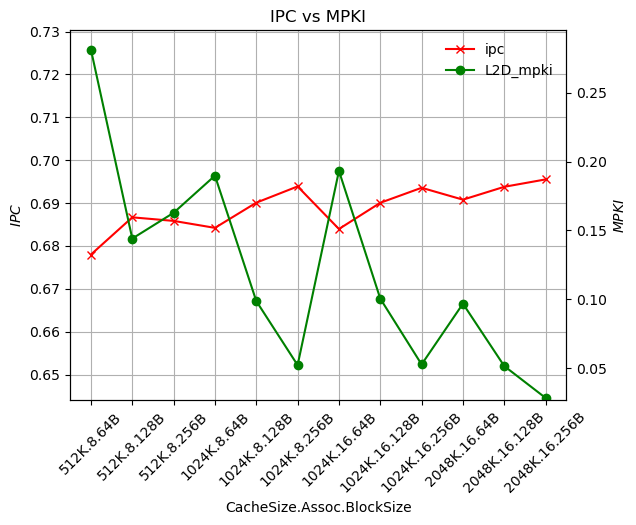 IPC vs MPKI
ipc
L2D_mpki
0.73
0.72
0.71
0.70
0.69
0.68
0.67
0.66
0.65
IPC
0.25
0.20
0.15
0.10
0.05
MPKI
512K.8.64B
512K.8.128B
512K.8.256B
1024K.8.64B
1024K.8.128B
1024K.8.256B
1024K.16.64B
1024K.16.128B
1024K.16.256B
2048K.16.64B
2048K.16.128B
2048K.16.256B
CacheSize.Assoc.BlockSize